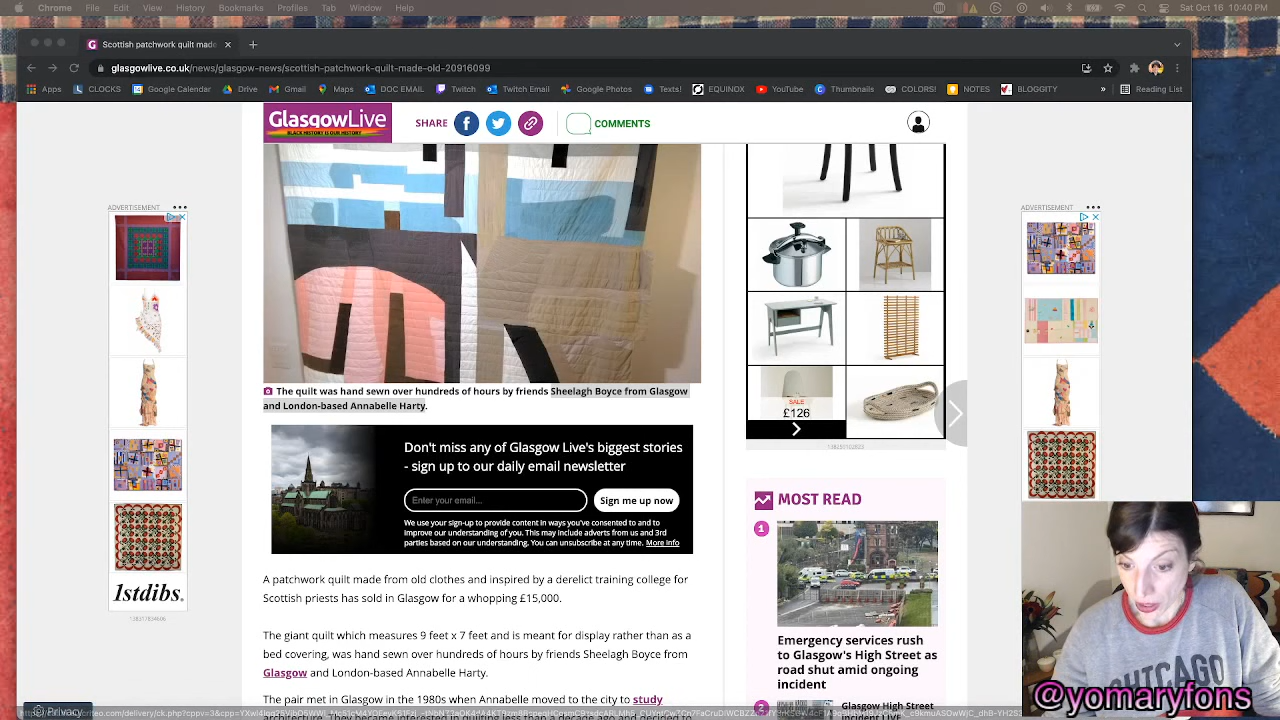 Chrome File Edit View History Bookmarks Profiles Tab Window Help
Sat Oct 16 10:40 PM
Scottish patchwork quilt made
glasgowlive.co.uk/news/glasgow-news/scottish-patchwork-quilt-made-old-20916099
Apps CLOCKS Google Calendar Drive Gmail Maps DOC EMAIL Twitch Twitch Email Google Photos Texts! EQUINOX YouTube Thumbnails COLORS! NOTES BLOGGITY » Reading List
GlasgowLive
BLACK HISTORY IS OUR HISTORY
SHARE
COMMENTS
ADVERTISEMENT
1stdibs.
138317834606
The quilt was hand sewn over hundreds of hours by friends Sheelagh Boyce from Glasgow
and London-based Annabelle Harty.
Don't miss any of Glasgow Live's biggest stories
- sign up to our daily email newsletter
Enter your email...
Sign me up now
We use your sign-up to provide content in ways you've consented to and to
improve our understanding of you. This may include adverts from us and 3rd
parties based on our understanding. You can unsubscribe at any time. More info
A patchwork quilt made from old clothes and inspired by a derelict training college for
Scottish priests has sold in Glasgow for a whopping £15,000.
The giant quilt which measures 9 feet x 7 feet and is meant for display rather than as a
bed covering, was hand sewn over hundreds of hours by friends Sheelagh Boyce from
Glasgow and London-based Annabelle Harty.
The pair met in Glasgow in the 1980s when Annabelle moved to the city to study
Privacy
SALE
£126
MOST READ
1
Emergency services rush
to Glasgow's High Street as
road shut amid ongoing
incident
2
Glasgow High Street
ADVERTISEMENT
CHICAGO
@yomaryfons